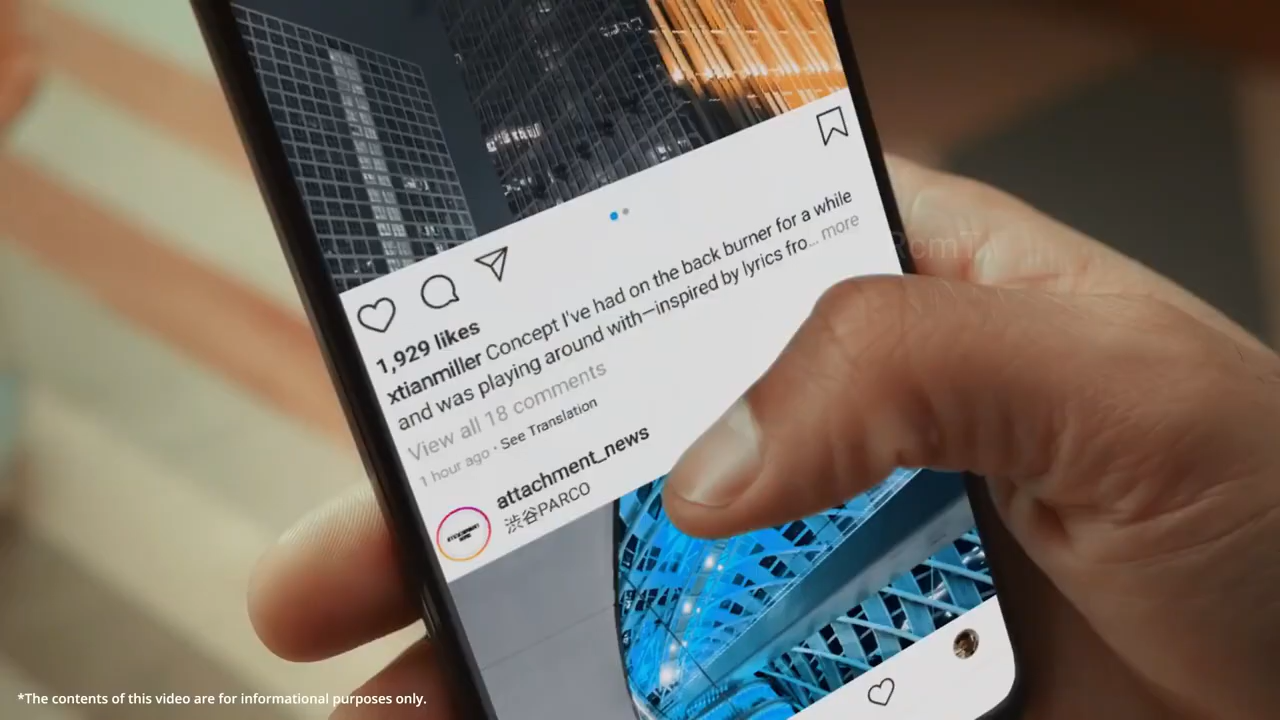 1,929 likes
xtianmiller Concept I've had on the back burner for a while
and was playing around with—inspired by lyrics fro... more
View all 18 comments
1 hour ago · See Translation
attachment_news
渋谷PARCO
*The contents of this video are for informational purposes only.